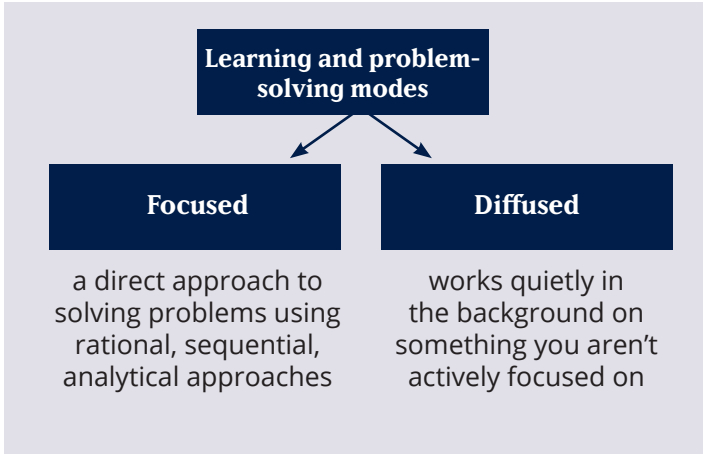 Learning and problem-
solving modes
Focused
Diffused
a direct approach to
solving problems using
rational, sequential,
analytical approaches
works quietly in
the background on
something you aren’t
actively focused on